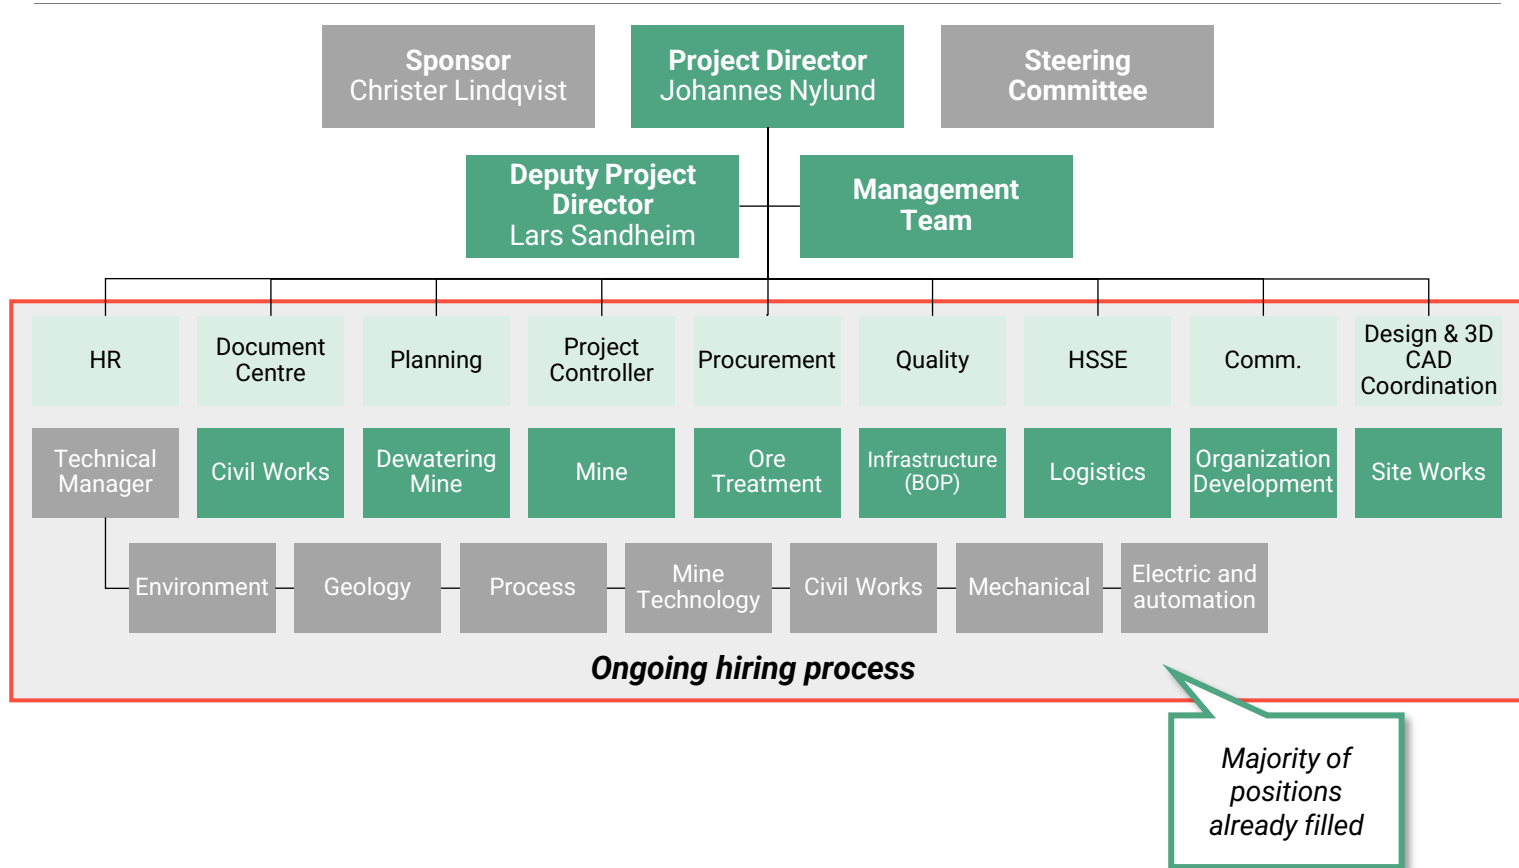 Sponsor
Christer Lindqvist
Project Director
Johannes Nylund
Steering
Committee
Deputy Project
Director
Lars Sandheim
Management
Team
HR
Document
Centre
Planning
Project
Controller
Procurement
Quality
HSSE
Comm.
Design & 3D
CAD
Coordination
Technical
Manager
Civil Works
Dewatering
Mine
Mine
Ore
Treatment
Infrastructure
(BOP)
Logistics
Organization
Development
Site Works
Environment
Geology
Process
Mine
Technology
Civil Works
Mechanical
Electric and
automation
Ongoing hiring process
Majority of
positions
already filled